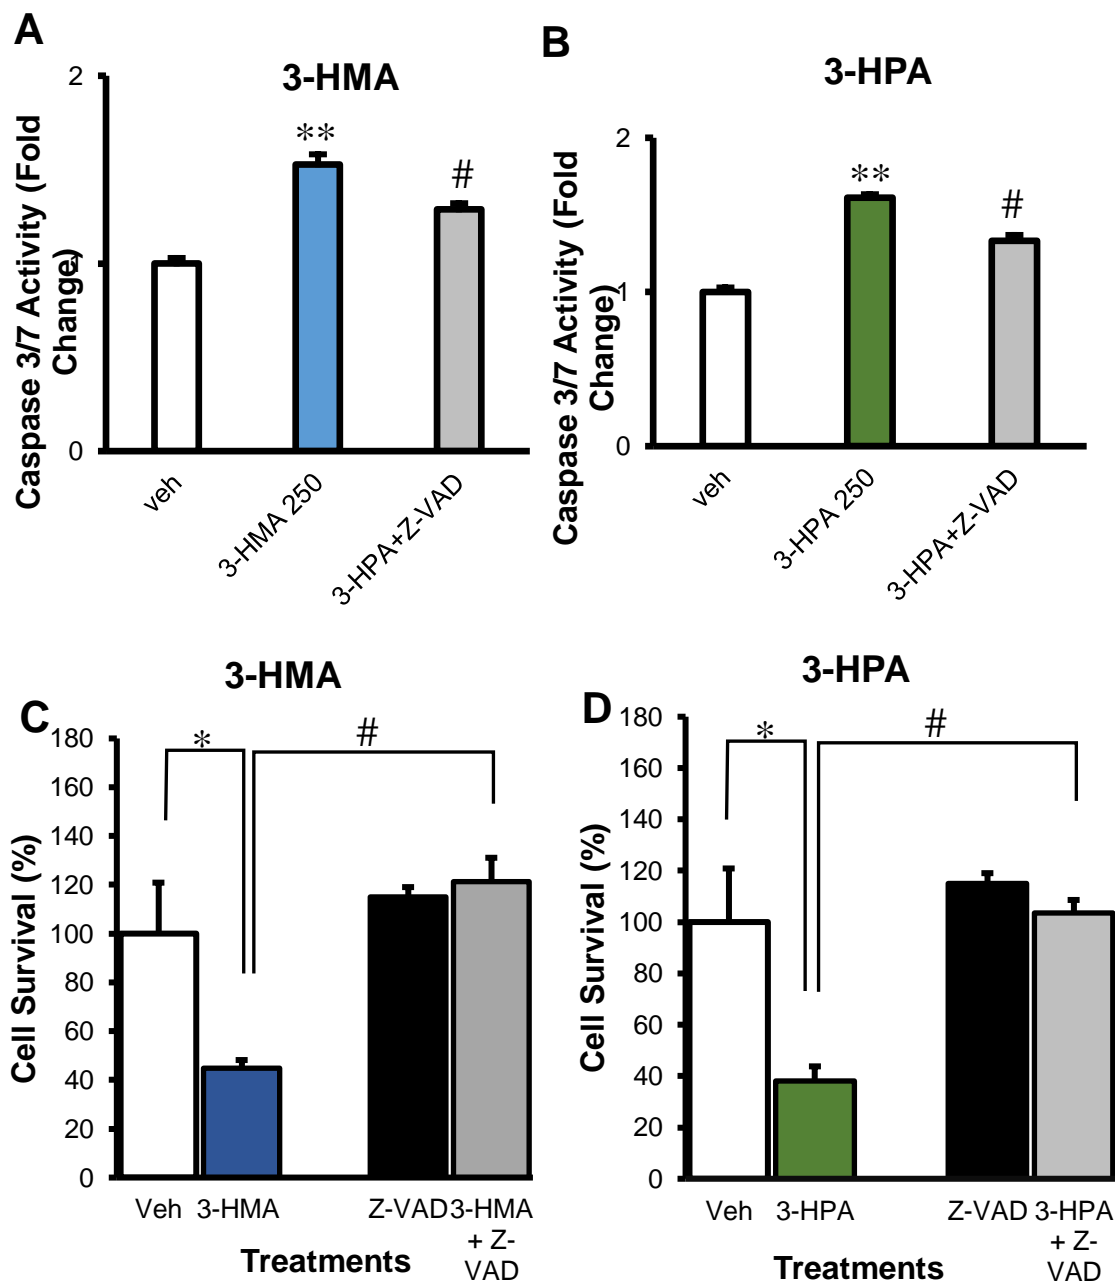 A
3-HMA
Caspase 3/7 Activity (Fold
Change)
2
1
0
**
#
veh
3-HMA 250
3-HPA+Z-VAD
B
3-HPA
Caspase 3/7 Activity (Fold
Change)
2
1
0
**
#
veh
3-HPA 250
3-HPA+Z-VAD
C
3-HMA
Cell Survival (%)
180
160
140
120
100
80
60
40
20
0
*
#
Veh
3-HMA
Z-VAD
3-HMA
+ Z-
VAD
Treatments
D
3-HPA
Cell Survival (%)
180
160
140
120
100
80
60
40
20
0
*
#
Veh
3-HPA
Z-VAD
3-HPA
+ Z-
VAD
Treatments